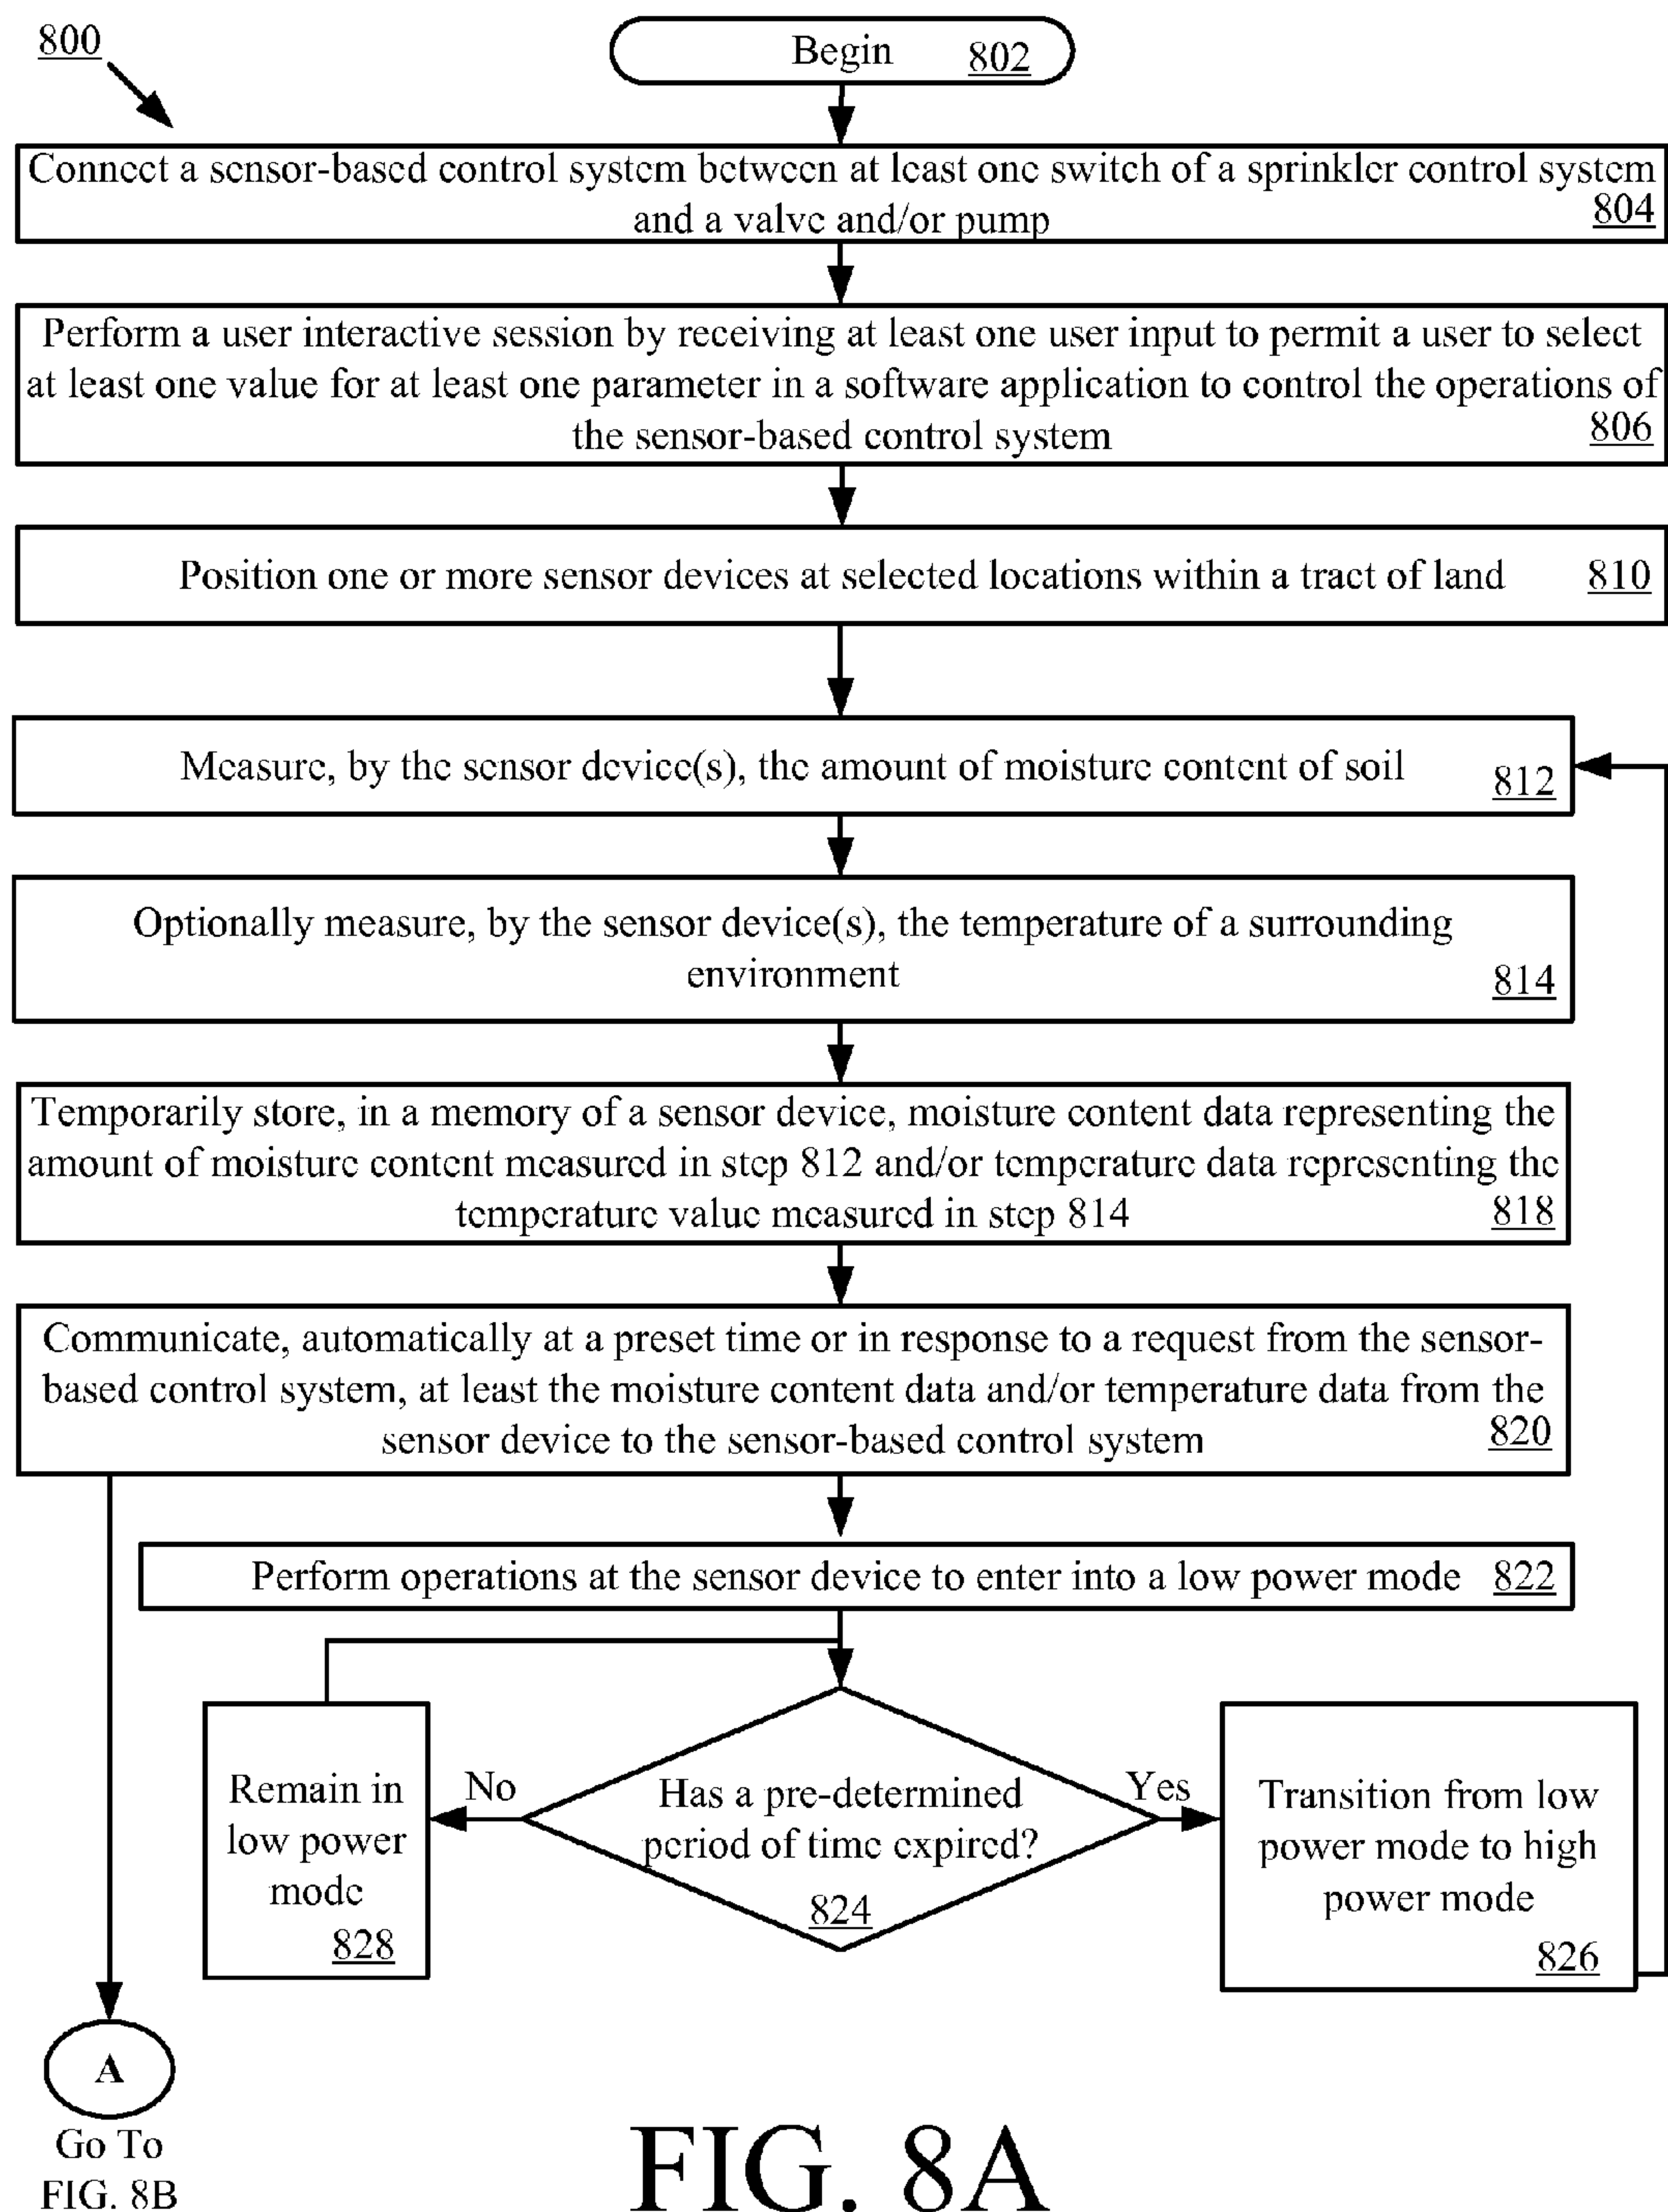 800
Begin 802
Connect a sensor-based control system between at least one switch of a sprinkler control system
and a valve and/or pump 804
Perform a user interactive session by receiving at least one user input to permit a user to select
at least one value for at least one parameter in a software application to control the operations of
the sensor-based control system 806
Position one or more sensor devices at selected locations within a tract of land 810
Measure, by the sensor device(s), the amount of moisture content of soil 812
Optionally measure, by the sensor device(s), the temperature of a surrounding
environment 814
Temporarily store, in a memory of a sensor device, moisture content data representing the
amount of moisture content measured in step 812 and/or temperature data representing the
temperature value measured in step 814 818
Communicate, automatically at a preset time or in response to a request from the sensor-
based control system, at least the moisture content data and/or temperature data from the
sensor device to the sensor-based control system 820
Perform operations at the sensor device to enter into a low power mode 822
Remain in
low power
mode
828
No
Has a pre-determined
period of time expired?
824
Yes
Transition from low
power mode to high
power mode
826
A
Go To
FIG. 8B
FIG. 8A